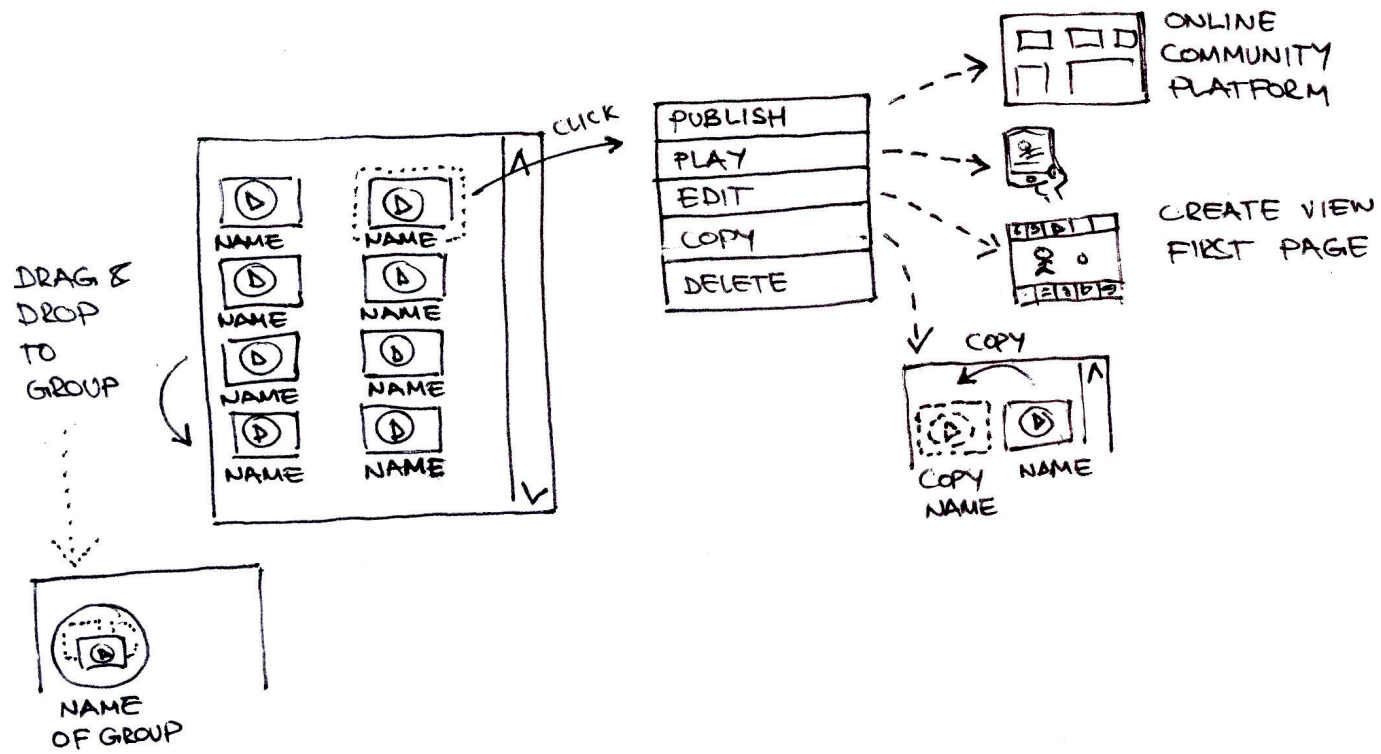 ONLINE
COMMUNITY
PLATFORM
CLICK
PUBLISH
PLAY
EDIT
COPY
DELETE
CREATE VIEW
FIRST PAGE
NAME NAME
NAME NAME
NAME NAME
NAME NAME
DRAG &
DROP
TO
GROUP
COPY
COPY NAME
NAME
NAME
OF GROUP